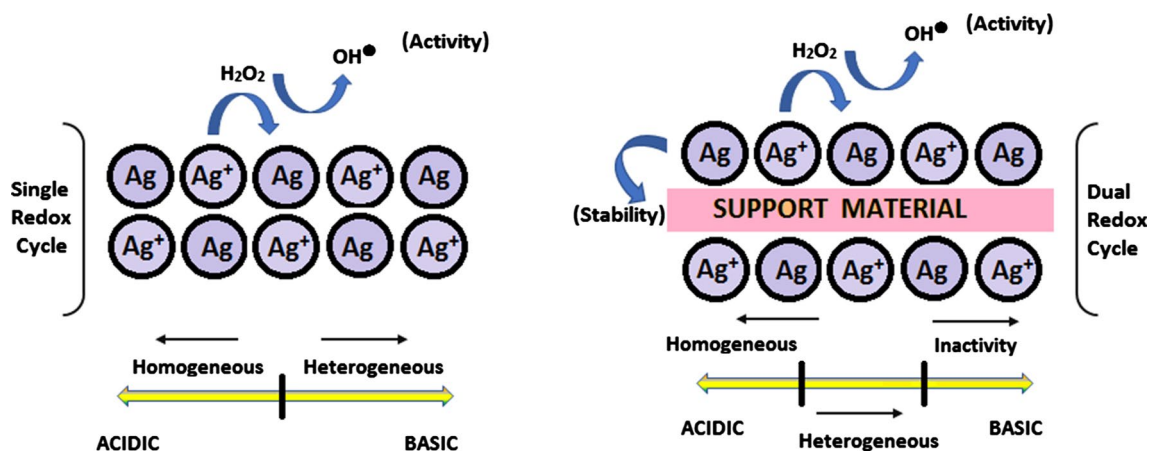 (Activity)
OH●
H₂O₂
Single
Redox
Cycle
Ag Ag⁺ Ag Ag⁺ Ag
Ag⁺ Ag Ag⁺ Ag Ag⁺
Homogeneous Heterogeneous
ACIDIC BASIC
(Activity)
OH●
H₂O₂
Ag Ag⁺ Ag Ag⁺ Ag
(Stability)
SUPPORT MATERIAL
Ag⁺ Ag Ag⁺ Ag Ag⁺
Dual
Redox
Cycle
Homogeneous Inactivity
ACIDIC Heterogeneous BASIC